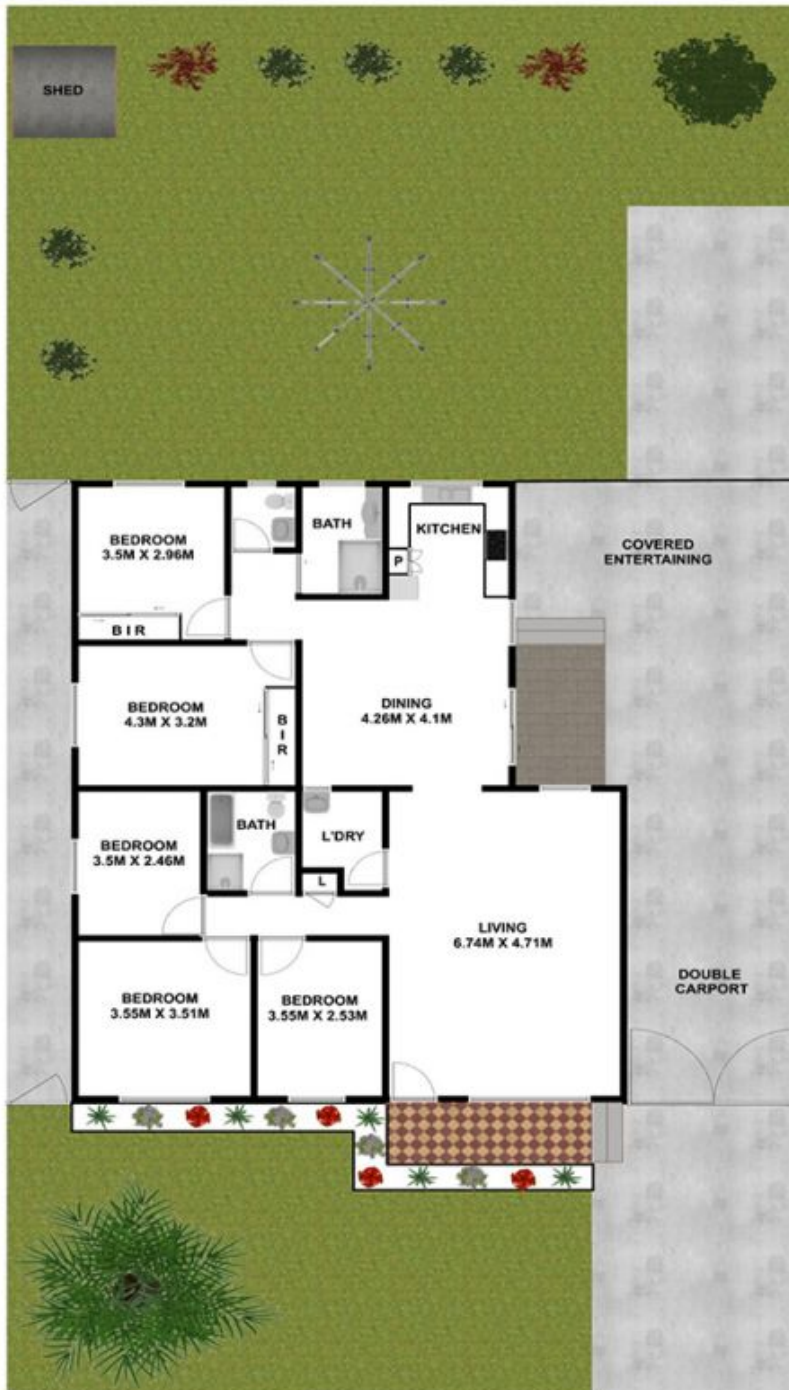 SHED
BEDROOM
3.5M X 2.96M
BATH
KITCHEN
P
COVERED
ENTERTAINING
B I R
BEDROOM
4.3M X 3.2M
B
I
R
DINING
4.26M X 4.1M
BEDROOM
3.5M X 2.46M
BATH
L'DRY
L
LIVING
6.74M X 4.71M
BEDROOM
3.55M X 3.51M
BEDROOM
3.55M X 2.53M
DOUBLE
CARPORT